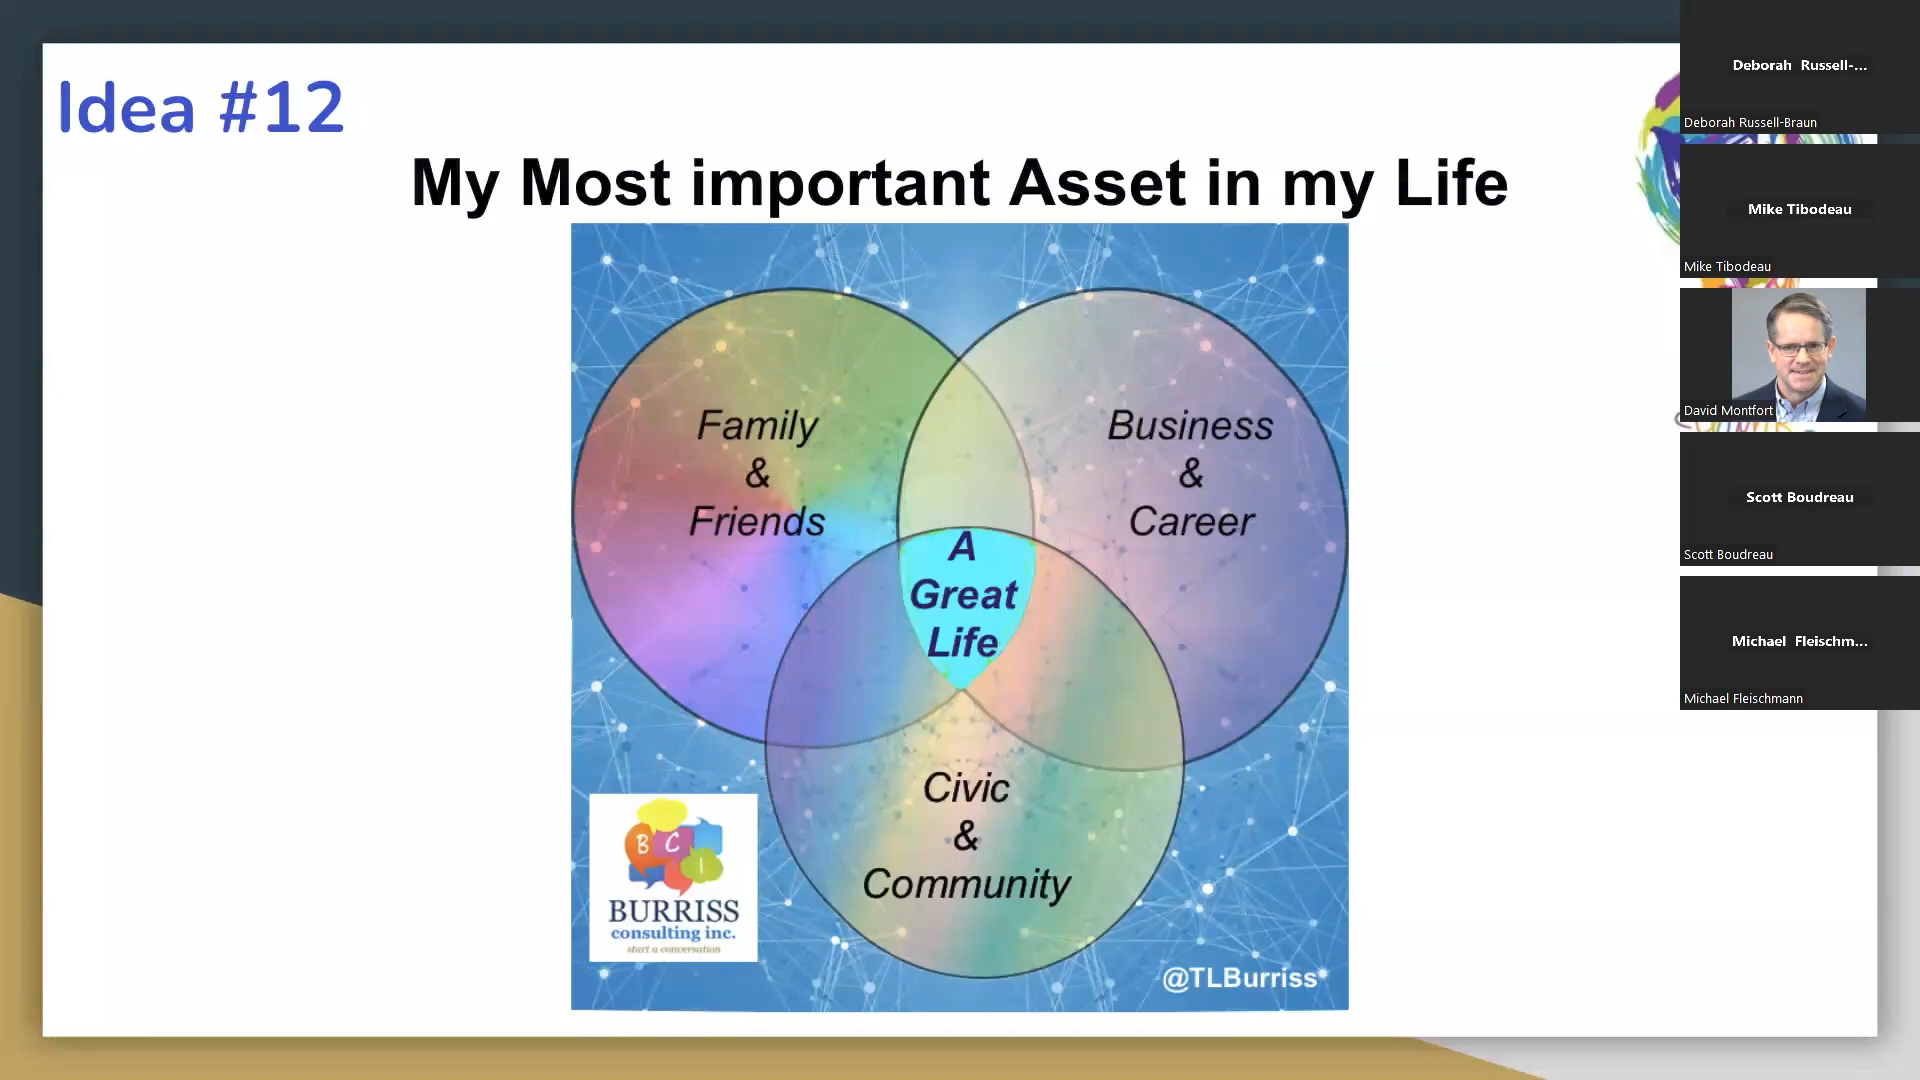 Idea #12
My Most important Asset in my Life
Family
&
Friends
Business
&
Career
A
Great
Life
Civic
&
Community
B C I
BURRISS
consulting inc.
start a conversation
@TLBurriss
Deborah Russell-...
Deborah Russell-Braun
Mike Tibodeau
Mike Tibodeau
David Montfort
Scott Boudreau
Scott Boudreau
Michael Fleischm...
Michael Fleischmann